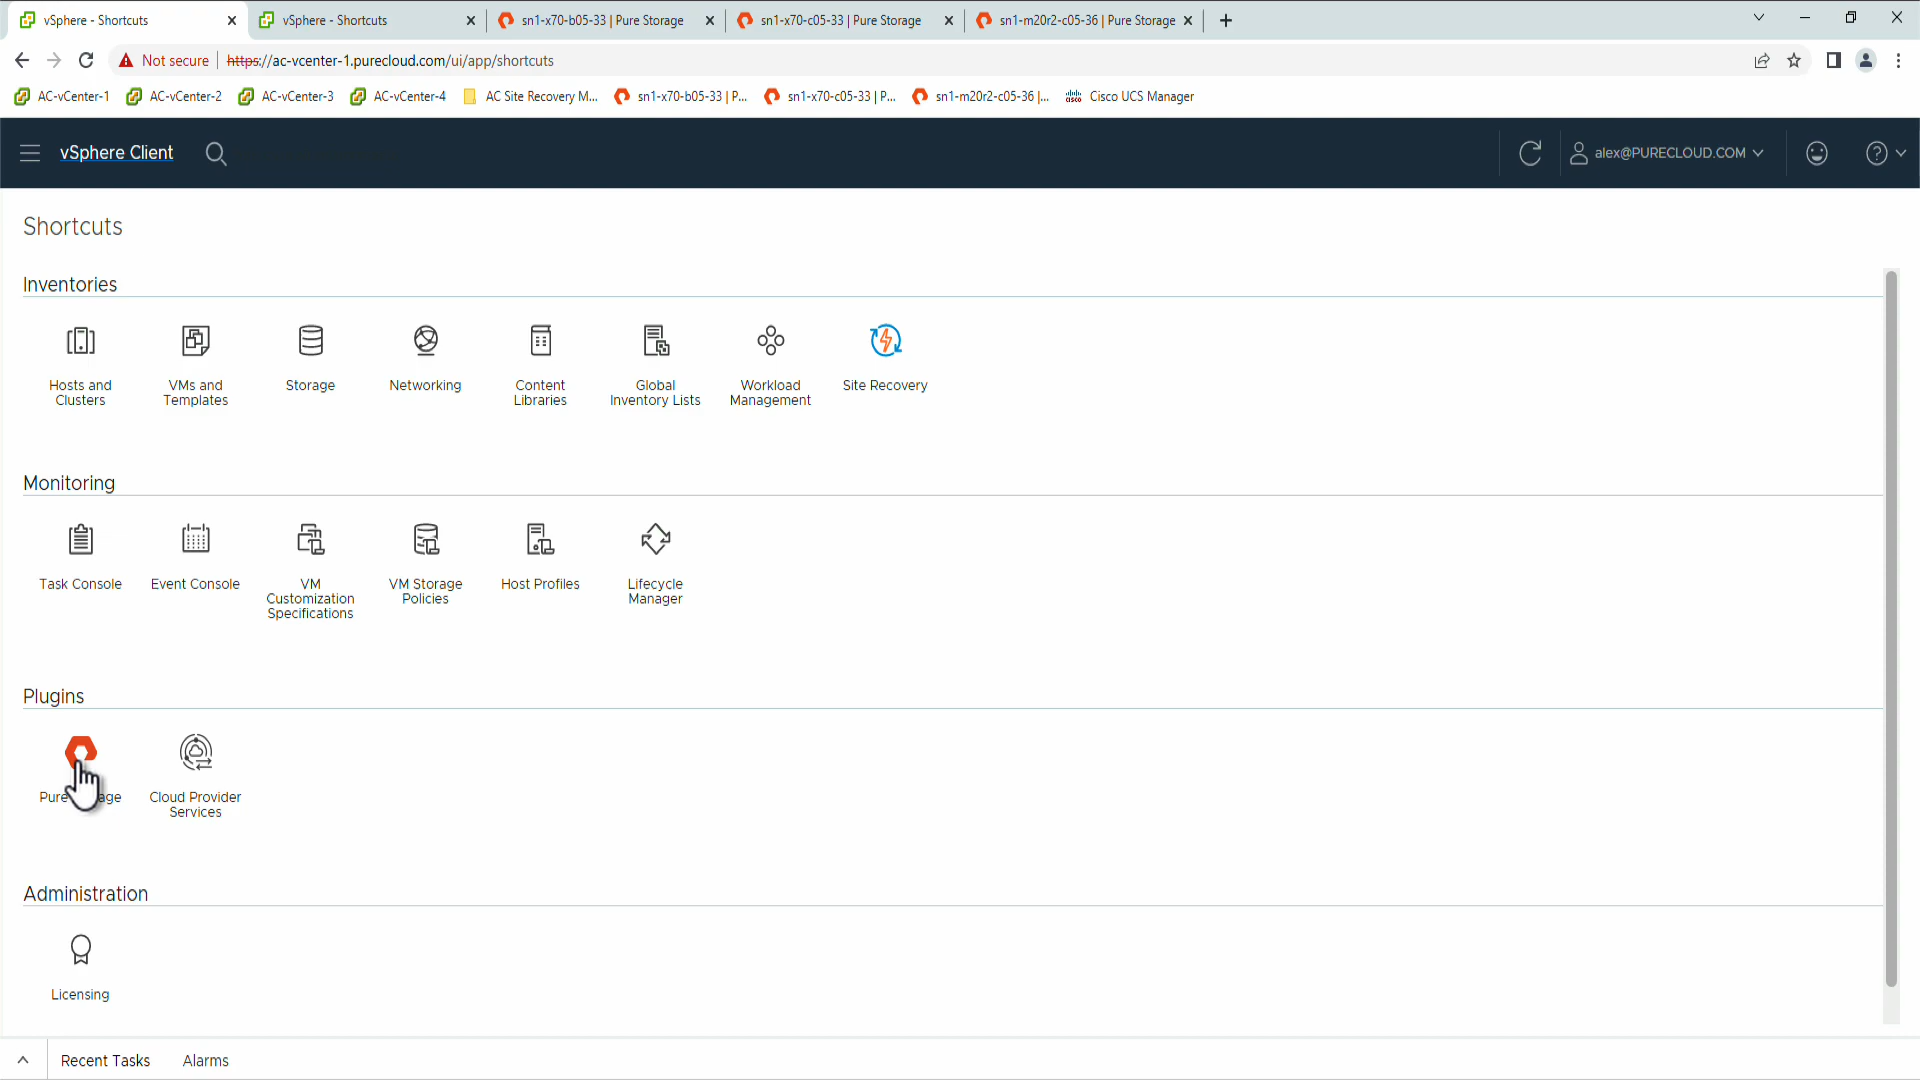 vSphere - Shortcuts
vSphere - Shortcuts
sn1-x70-b05-33 | Pure Storage
sn1-x70-c05-33 | Pure Storage
sn1-m20r2-c05-36 | Pure Storage
Not secure
https://ac-vcenter-1.purecloud.com/ui/app/shortcuts
AC-vCenter-1
AC-vCenter-2
AC-vCenter-3
AC-vCenter-4
AC Site Recovery M...
sn1-x70-b05-33 | P...
sn1-x70-c05-33 | P...
sn1-m20r2-c05-36 |...
cisco
Cisco UCS Manager
vSphere Client
alex@PURECLOUD.COM
Shortcuts
Inventories
Hosts and
Clusters
VMs and
Templates
Storage
Networking
Content
Libraries
Global
Inventory Lists
Workload
Management
Site Recovery
Monitoring
Task Console
Event Console
VM
Customization
Specifications
VM Storage
Policies
Host Profiles
Lifecycle
Manager
Plugins
Pure
Cloud Provider
Services
Administration
Licensing
Recent Tasks
Alarms